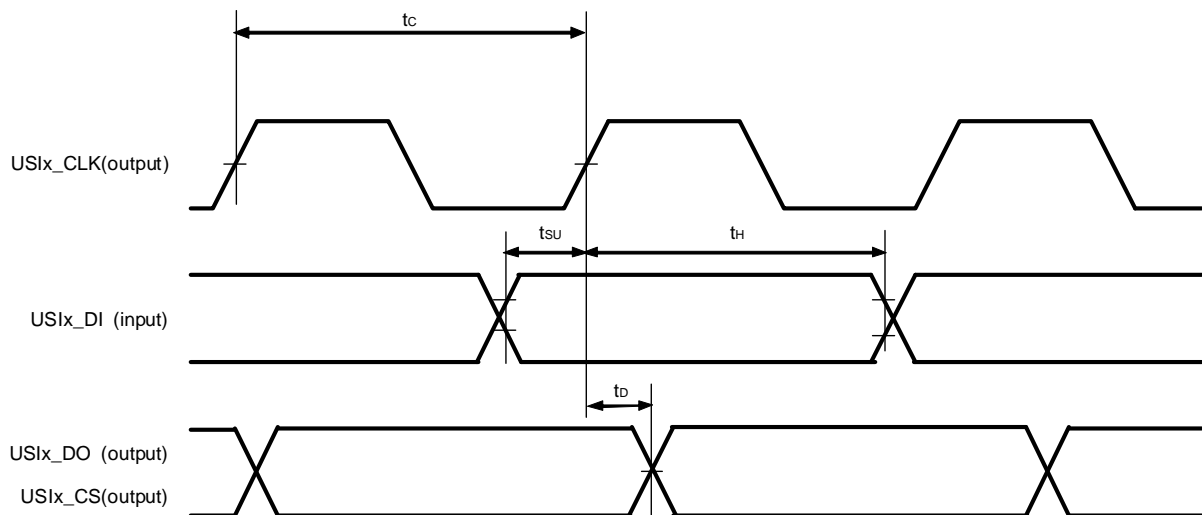 tC
USIx_CLK(output)
tSU
tH
USIx_DI (input)
tD
USIx_DO (output)
USIx_CS(output)